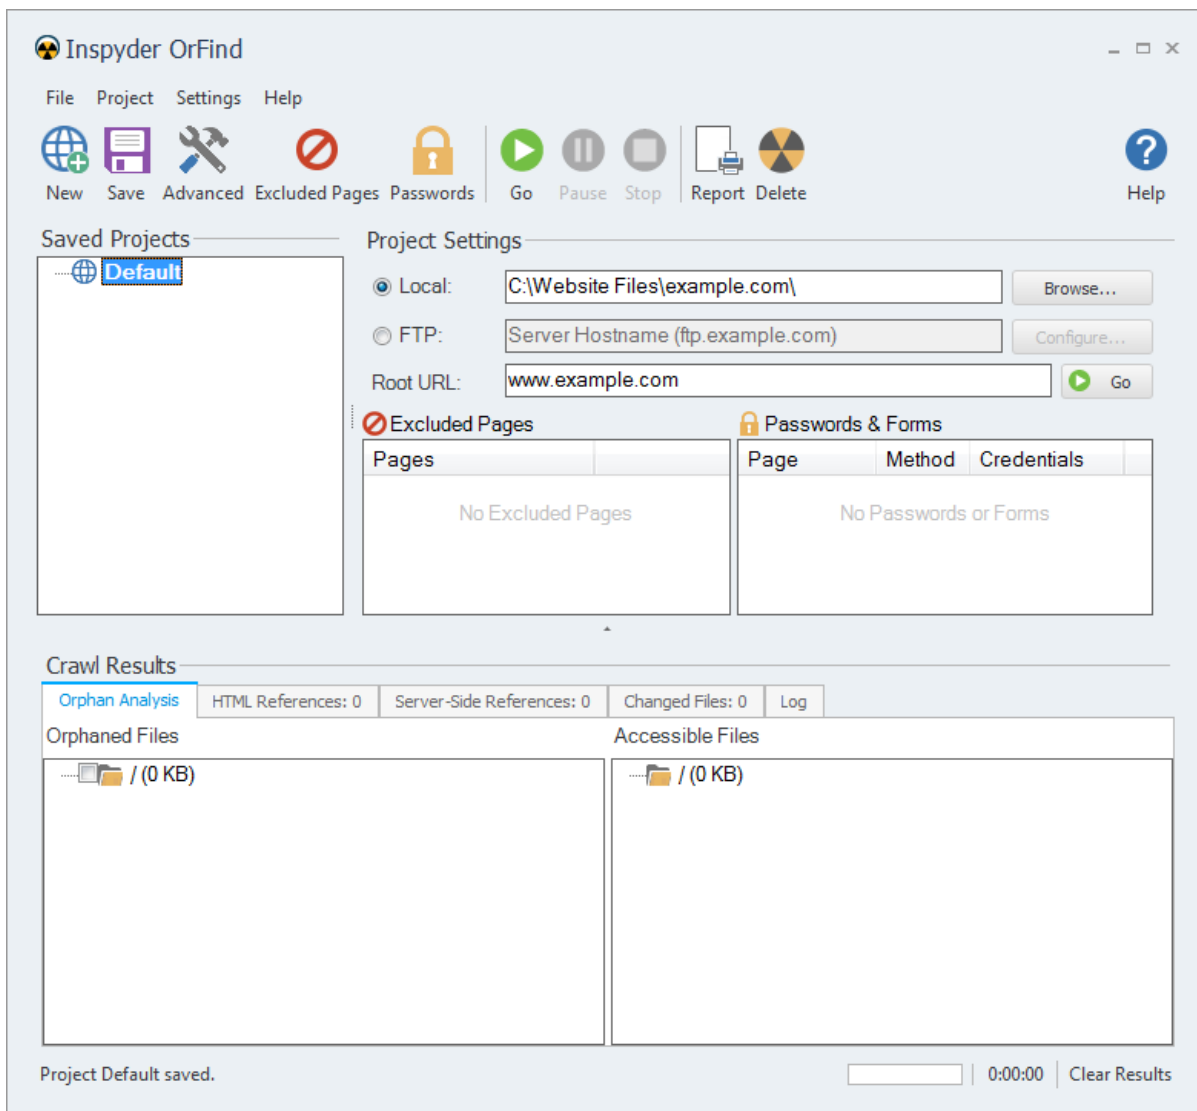 Inspyder OrFind
File Project Settings Help
New Save Advanced Excluded Pages Passwords Go Pause Stop Report Delete Help
Saved Projects
Default
Project Settings
Local: C:\Website Files\example.com\ Browse...
FTP: Server Hostname (ftp.example.com) Configure...
Root URL: www.example.com Go
Excluded Pages
Pages
No Excluded Pages
Passwords & Forms
Page Method Credentials
No Passwords or Forms
Crawl Results
Orphan Analysis HTML References: 0 Server-Side References: 0 Changed Files: 0 Log
Orphaned Files
/ (0 KB)
Accessible Files
/ (0 KB)
Project Default saved. 0:00:00 Clear Results